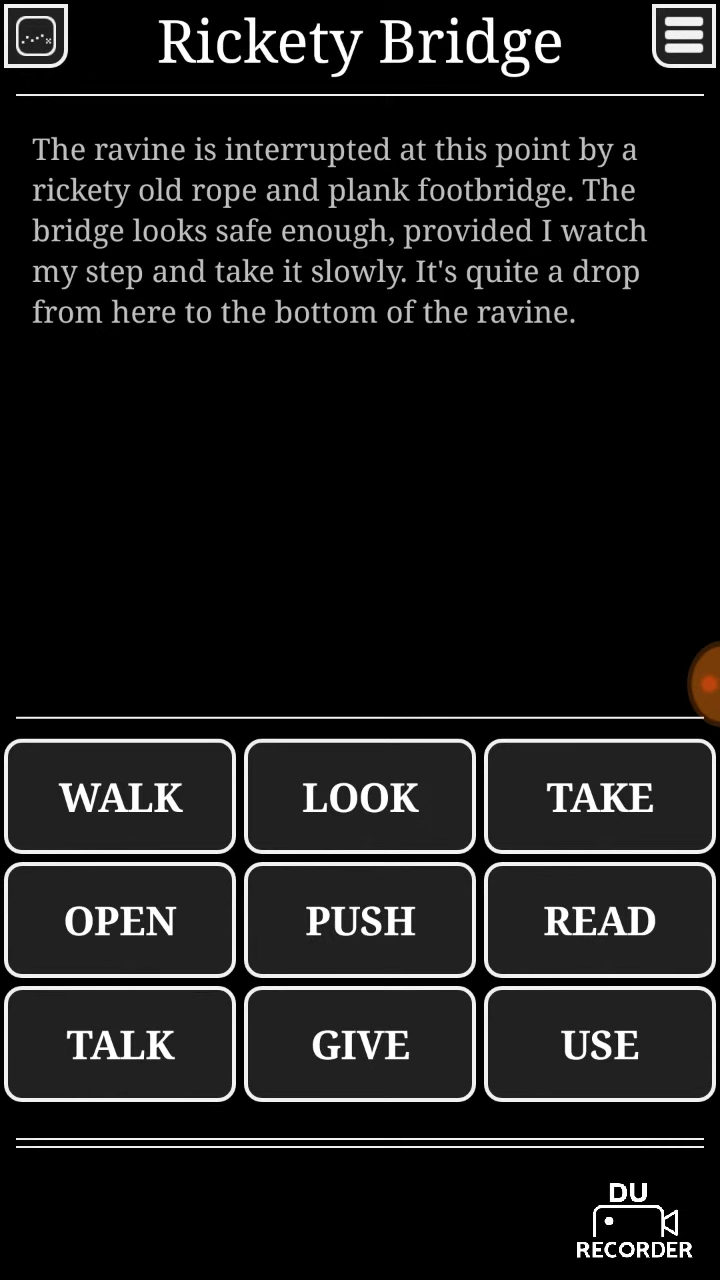 Rickety Bridge
The ravine is interrupted at this point by a
rickety old rope and plank footbridge. The
bridge looks safe enough, provided I watch
my step and take it slowly. It's quite a drop
from here to the bottom of the ravine.
WALK LOOK TAKE
OPEN PUSH READ
TALK GIVE USE
DU
RECORDER